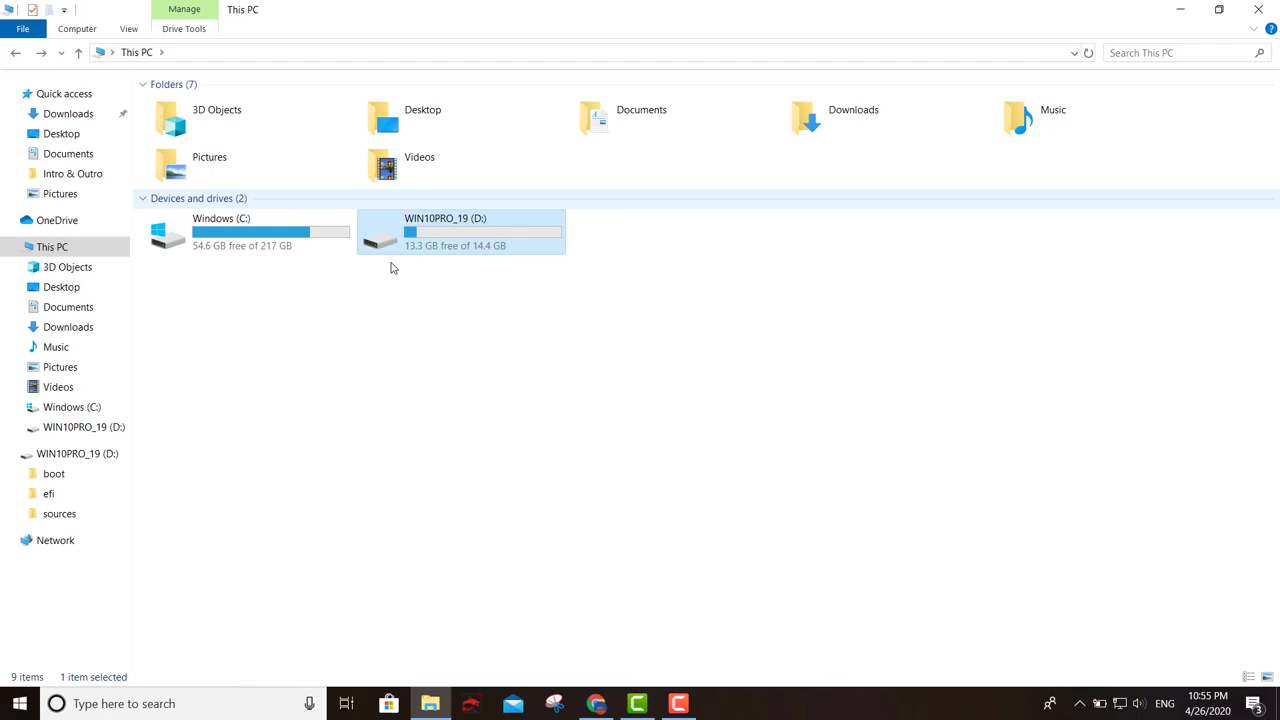 Manage
This PC
File
Computer
View
Drive Tools
This PC
Search This PC
Quick access
Downloads
Desktop
Documents
Intra & Outro
Pictures
OneDrive
This PC
3D Objects
Desktop
Documents
Downloads
Music
Pictures
Videos
Windows (C:)
WIN10PRO_19 (D:)
WIN10PRO_19 (D:)
boot
efi
sources
Network
Folders (7)
3D Objects
Desktop
Documents
Downloads
Music
Pictures
Videos
Devices and drives (2)
Windows (C:)
54.6 GB free of 217 GB
WIN10PRO_19 (D:)
13.3 GB free of 14.4 GB
9 items
1 item selected
Type here to search
ENG
10:55 PM
4/26/2020
3